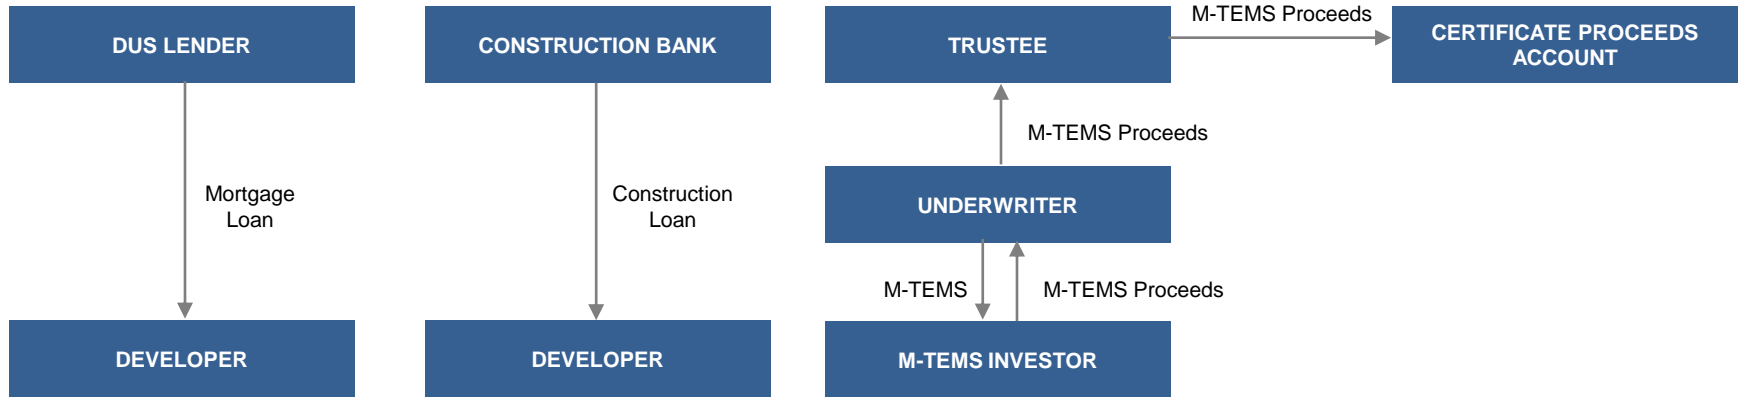 M-TEMS Proceeds
DUS LENDER
CONSTRUCTION BANK
TRUSTEE
CERTIFICATE PROCEEDS
ACCOUNT
M-TEMS Proceeds
Mortgage
Loan
Construction
Loan
UNDERWRITER
M-TEMS
M-TEMS Proceeds
DEVELOPER
DEVELOPER
M-TEMS INVESTOR